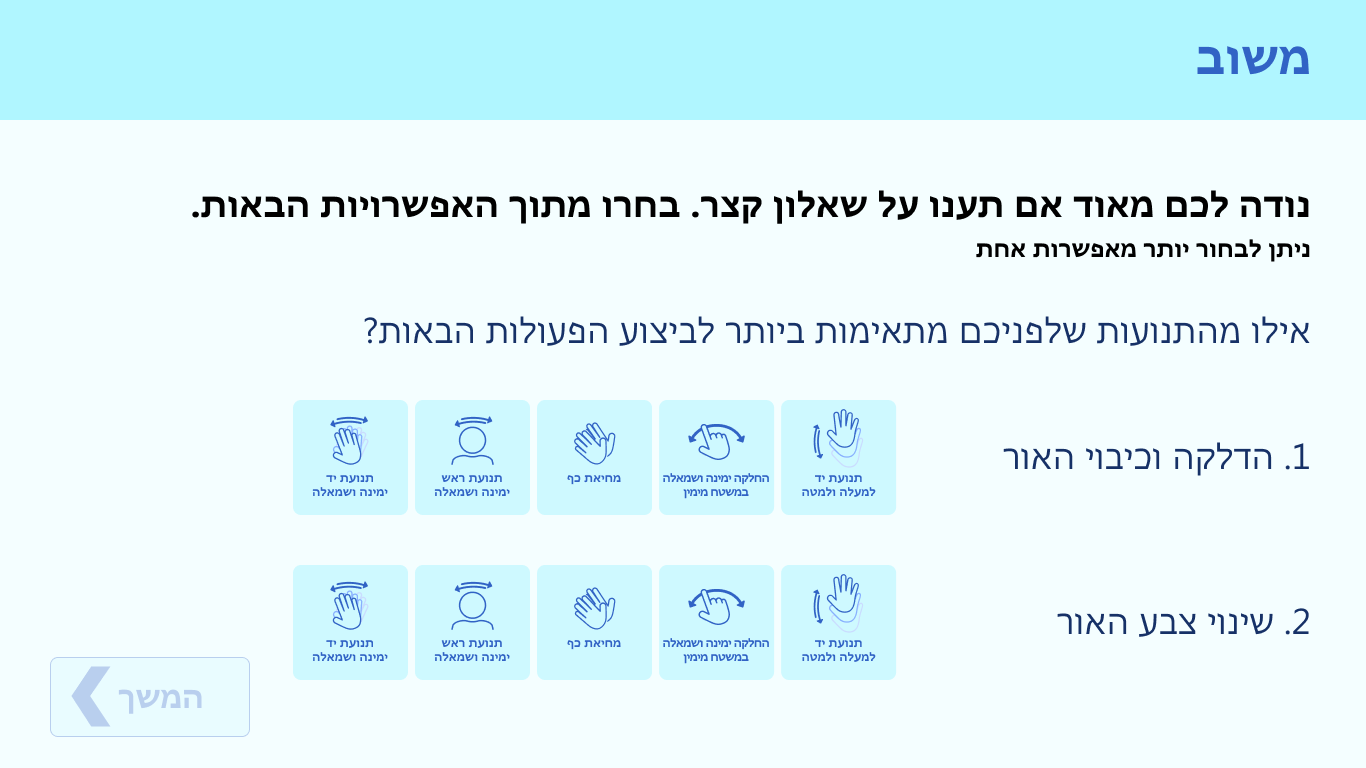 משוב
נודה לכם מאוד אם תענו על שאלון קצר. בחרו מתוך האפשרויות הבאות.
ניתן לבחור יותר מאפשרות אחת
אילו מהתנועות שלפניכם מתאימות ביותר לביצוע הפעולות הבאות?
1. הדלקה וכיבוי האור
תנועת יד
למעלה ולמטה
החלקה ימינה ושמאלה
במשטח מימין
מחיאת כף
תנועת ראש
ימינה ושמאלה
תנועת יד
ימינה ושמאלה
2. שינוי צבע האור
תנועת יד
למעלה ולמטה
החלקה ימינה ושמאלה
במשטח מימין
מחיאת כף
תנועת ראש
ימינה ושמאלה
תנועת יד
ימינה ושמאלה
המשך